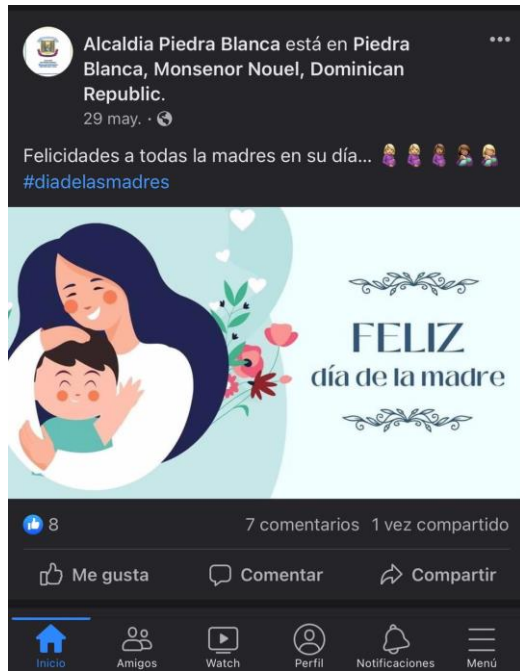 Alcaldia Piedra Blanca está en Piedra
Blanca, Monsenor Nouel, Dominican
Republic.
29 may.
Felicidades a todas la madres en su día...
#diadelasmadres
FELIZ
día de la madre
8
7 comentarios 1 vez compartido
Me gusta Comentar Compartir
Inicio Amigos Watch Perfil Notificaciones Menú